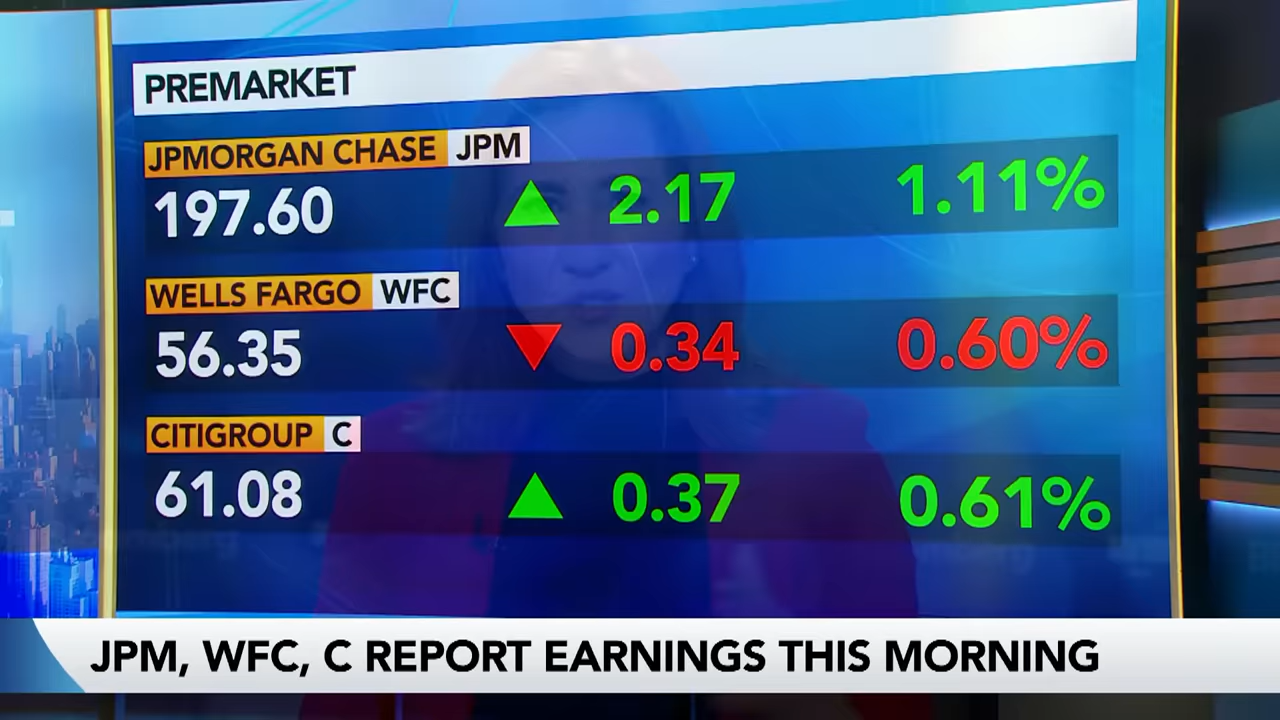 PREMARKET
JPMORGAN CHASE JPM
197.60 ▲ 2.17 1.11%
WELLS FARGO WFC
56.35 ▼ 0.34 0.60%
CITIGROUP C
61.08 ▲ 0.37 0.61%
JPM, WFC, C REPORT EARNINGS THIS MORNING